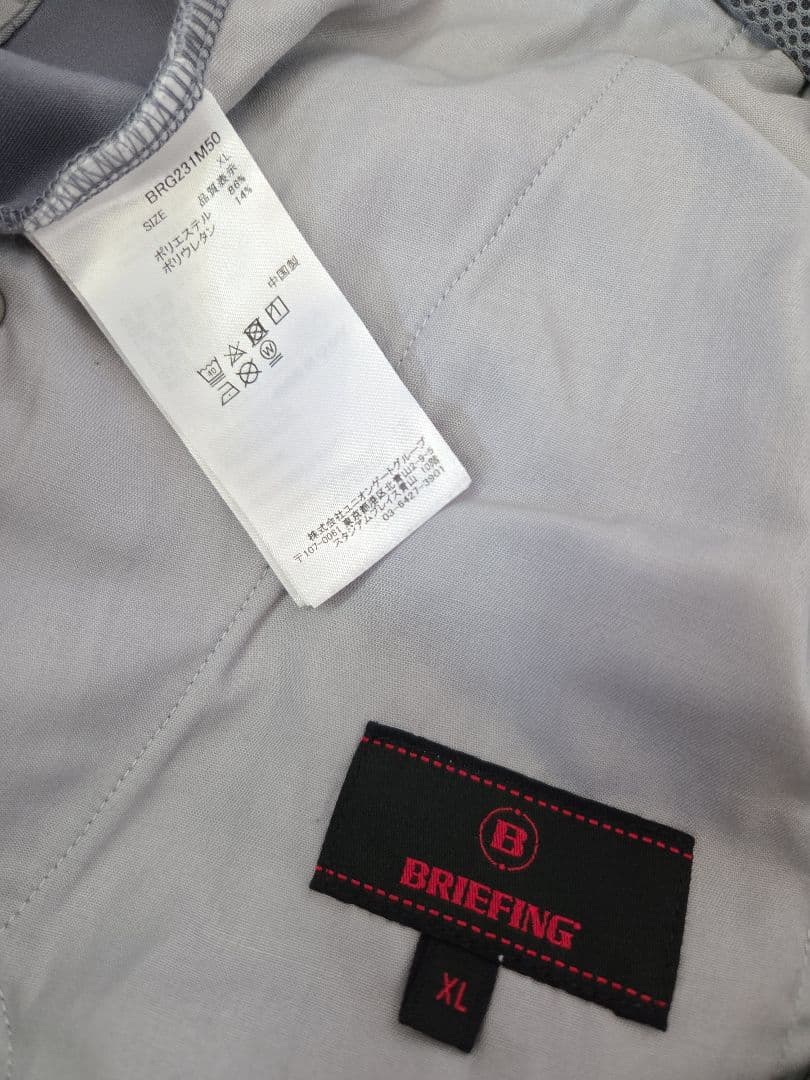 BRG231M50
SIZE XL
品質表示
ポリエステル 86%
ポリウレタン 14%
中国製
40
W
株式会社ユニオンゲートグループ
〒107-0061 東京都港区北青山2-9-5
スタジアムプレイス青山 10階
03-6427-3901
B
BRIEFING
XL